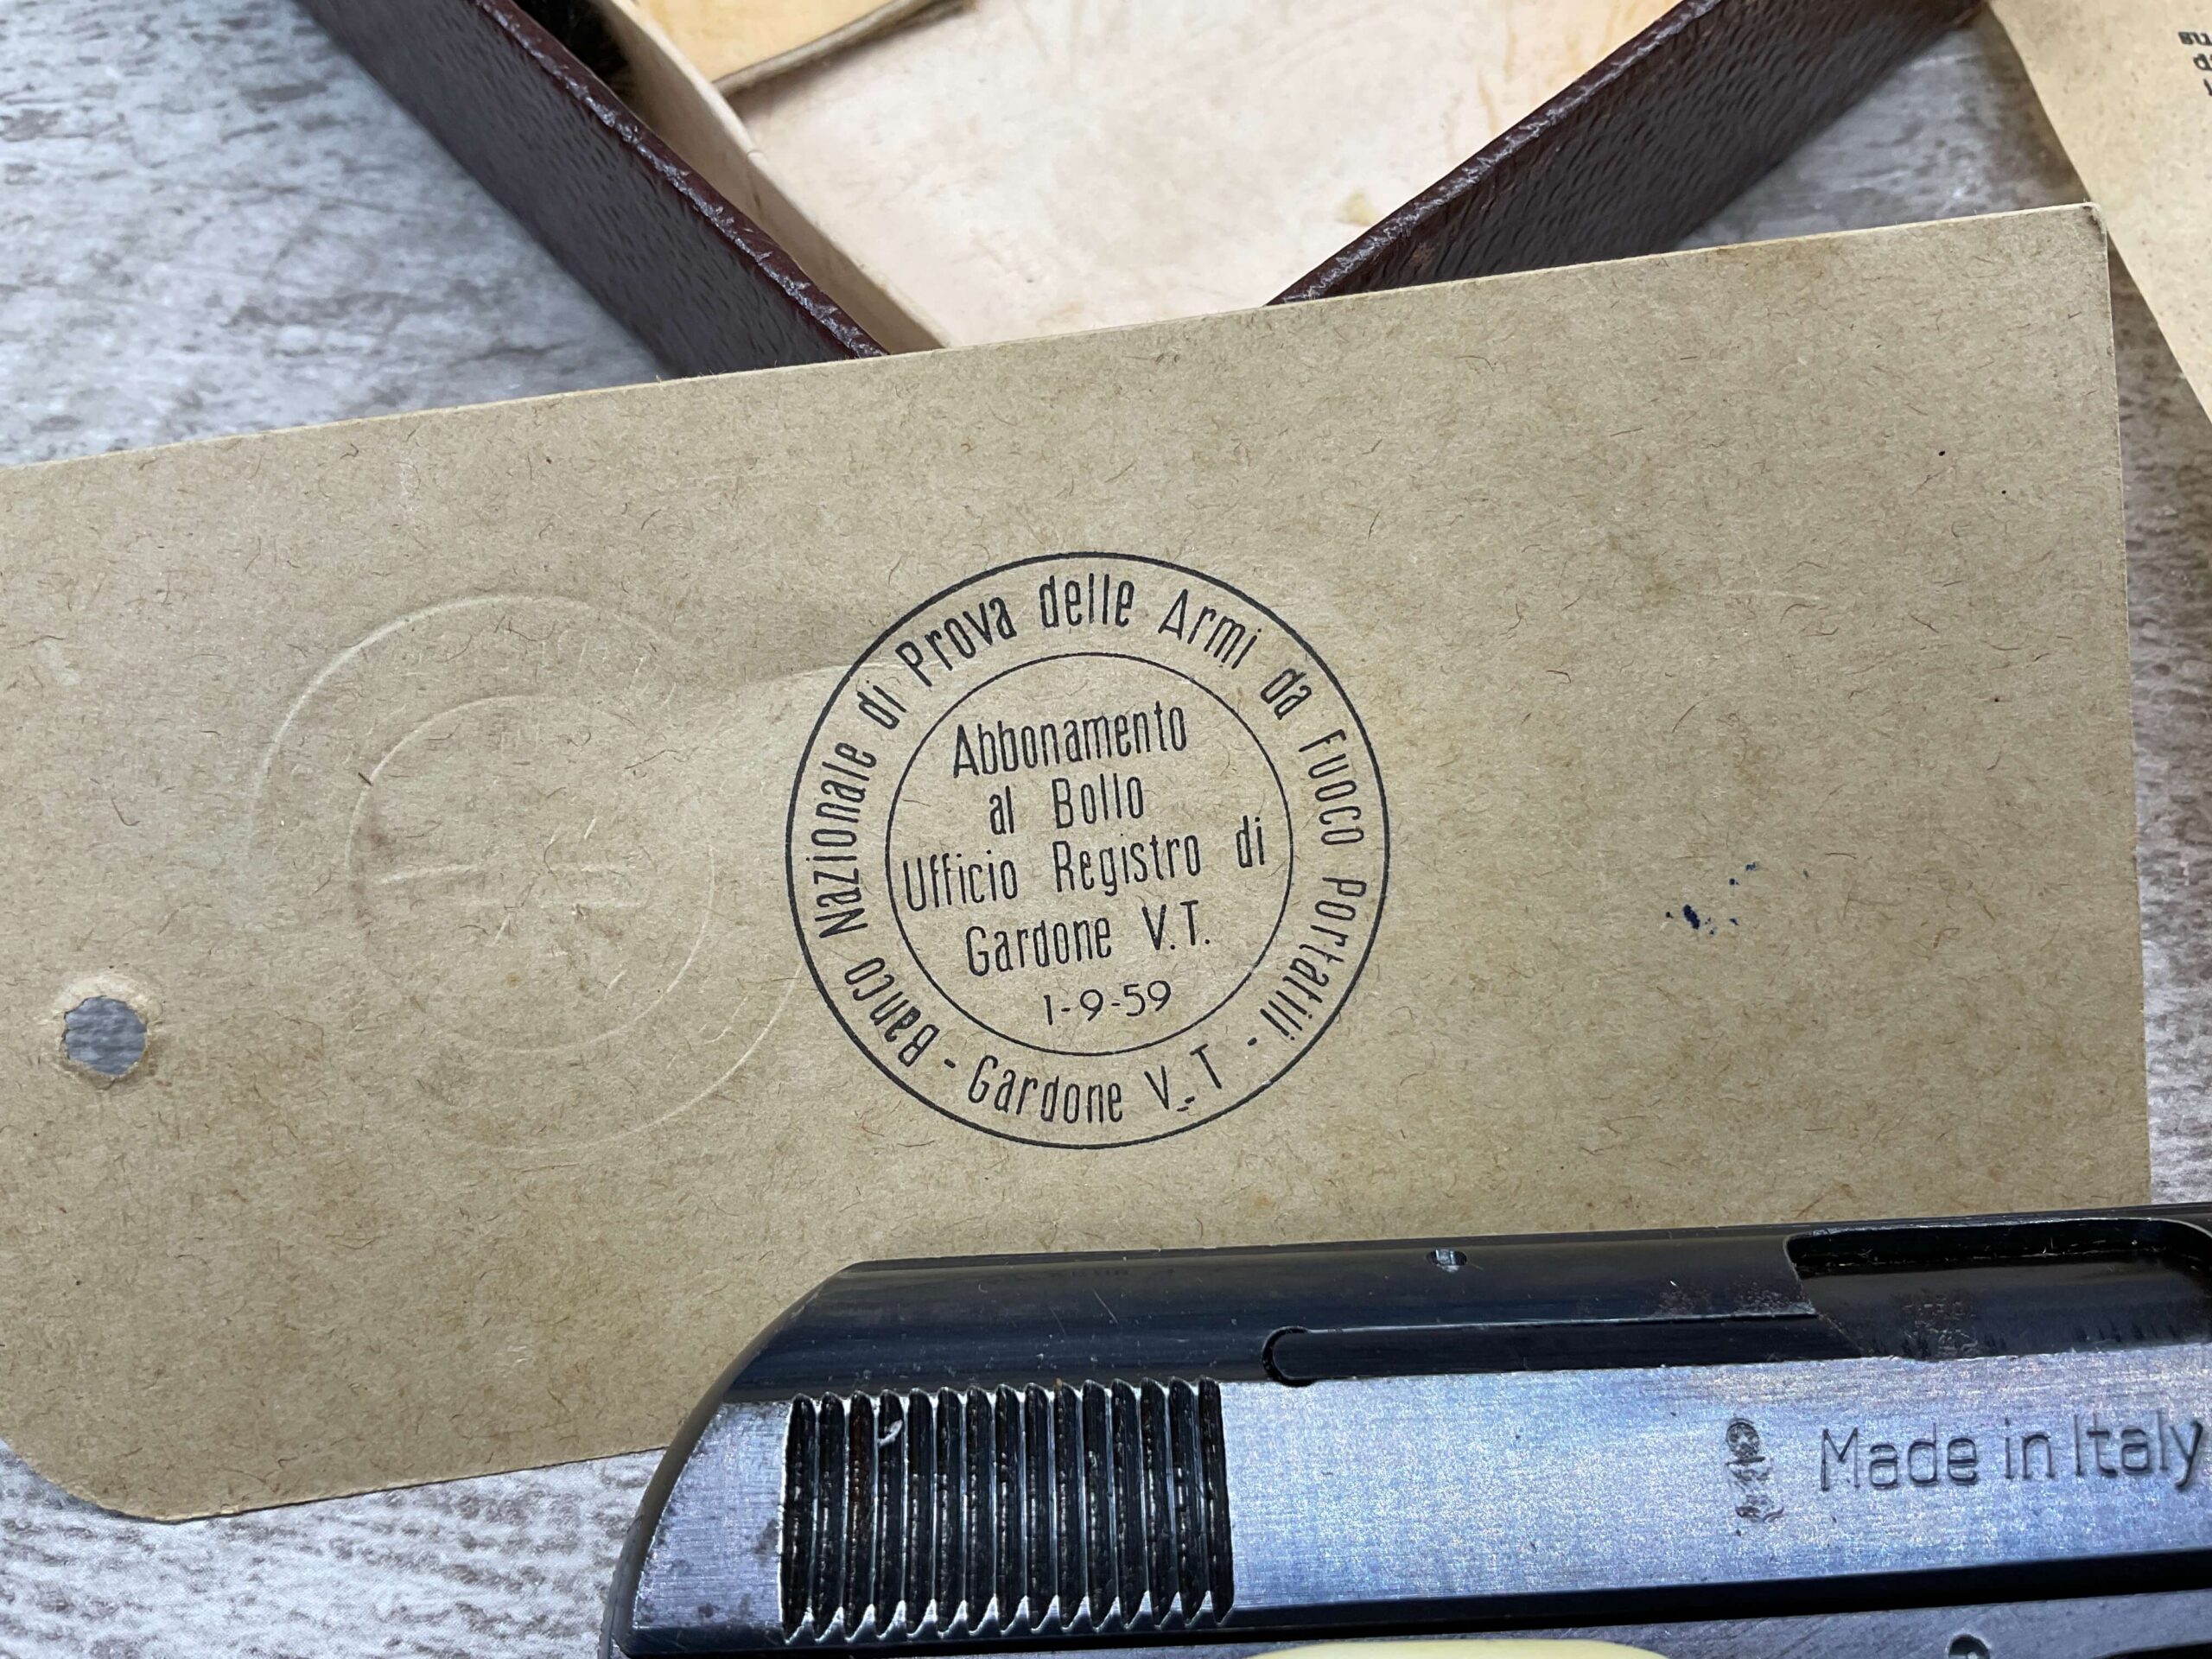 Banco Nazionale di Prova delle Armi da Fuoco Portatili - Gardone V. T -
Abbonamento
al Bollo
Ufficio Registro di
Gardone V.T.
1-9-59
Made in Italy